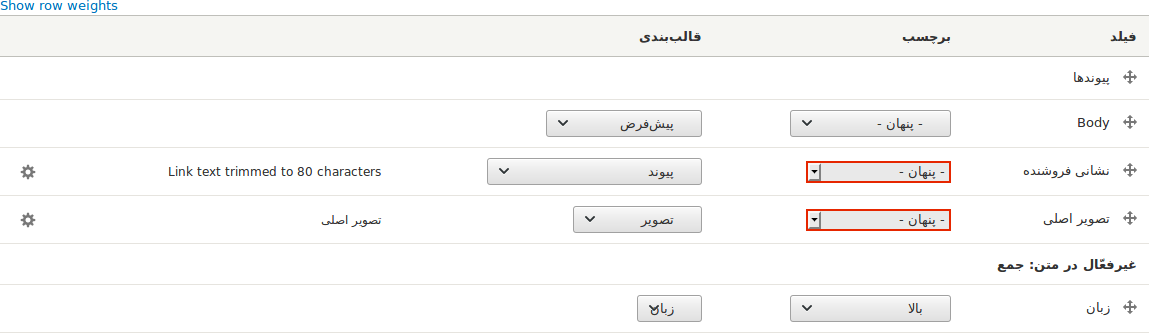 Show row weights
فیلد برچسب قالب‌بندی
پیوندها
Body - پنهان - پیش‌فرض
نشانی فروشنده - پنهان - پیوند Link text trimmed to 80 characters
تصویر اصلی - پنهان - تصویر تصویر اصلی
غیرفعّال در متن: جمع
زبان بالا زبان